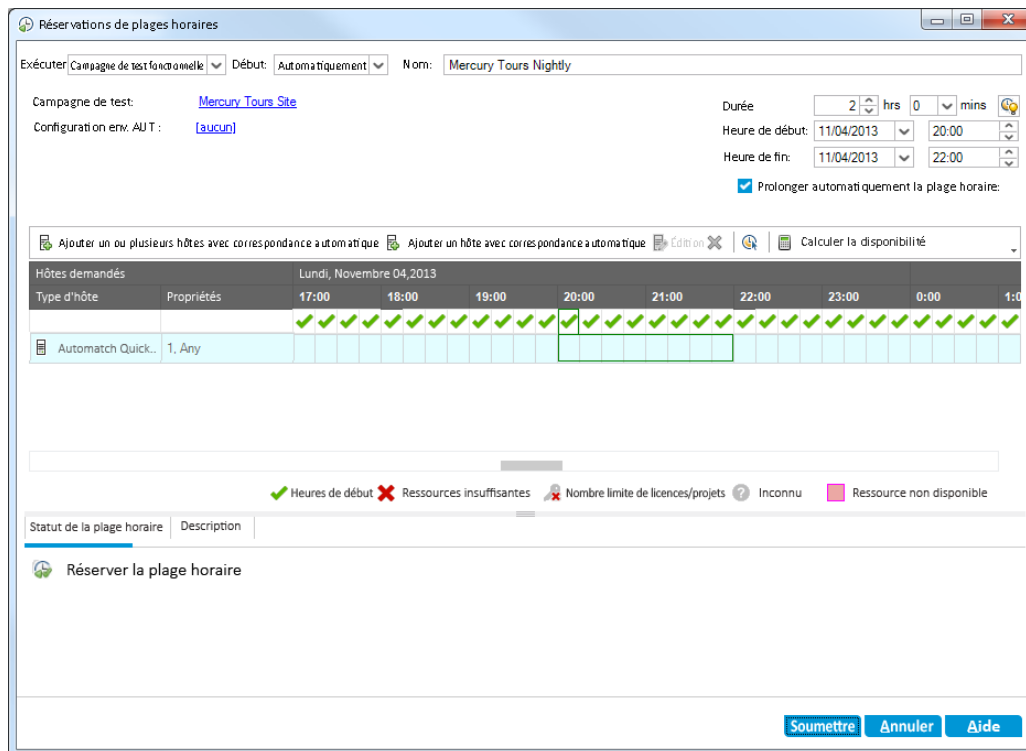 Réservations de plages horaires
Exécuter Campagne de test fonctionnelle Début: Automatiquement Nom: Mercury Tours Nightly
Campagne de test: Mercury Tours Site
Configuration env. AUT : [aucun]
Durée 2 hrs 0 mins
Heure de début: 11/04/2013 20:00
Heure de fin: 11/04/2013 22:00
Prolonger automatiquement la plage horaire:
Ajouter un ou plusieurs hôtes avec correspondance automatique Ajouter un hôte avec correspondance automatique Édition Calculer la disponibilité
Hôtes demandés Lundi, Novembre 04,2013
Type d'hôte Propriétés 17:00 18:00 19:00 20:00 21:00 22:00 23:00 0:00 1:0
Automatch Quick.. 1, Any
Heures de début Ressources insuffisantes Nombre limite de licences/projets ? Inconnu Ressource non disponible
Statut de la plage horaire Description
Réserver la plage horaire
Soumettre Annuler Aide